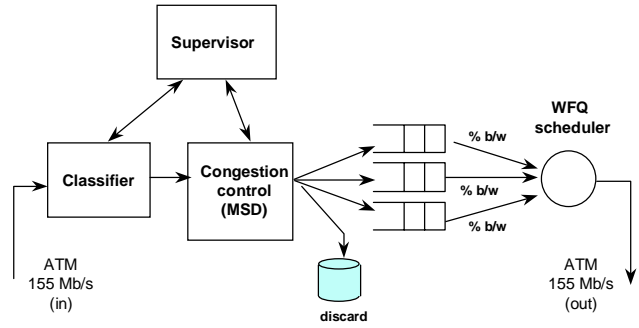 Supervisor
Classifier
Congestion
control
(MSD)
% b/w
% b/w
% b/w
WFQ
scheduler
ATM
155 Mb/s
(in)
discard
ATM
155 Mb/s
(out)